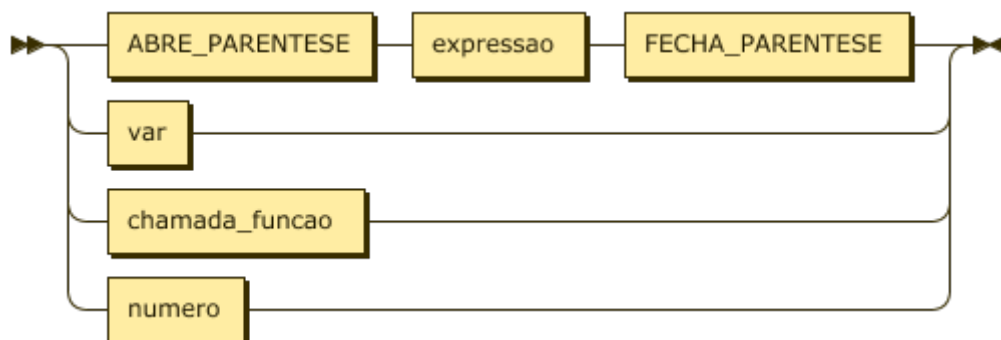 ABRE_PARENTESE expressao FECHA_PARENTESE
var
chamada_funcao
numero